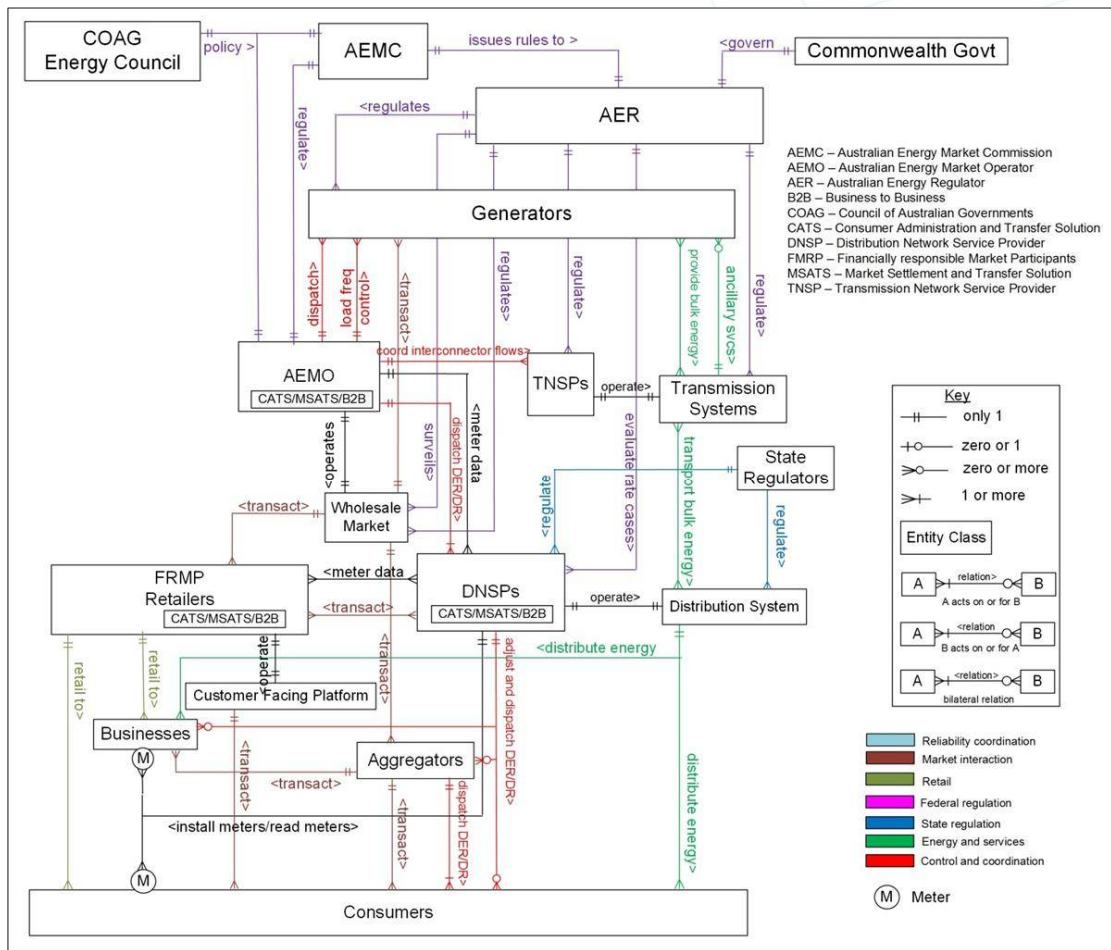 COAG
Energy Council
policy >
AEMC
issues rules to >
<govern
Commonwealth Govt
regulate>
<regulates
AER
AEMC – Australian Energy Market Commission
AEMO – Australian Energy Market Operator
AER – Australian Energy Regulator
B2B – Business to Business
COAG – Council of Australian Governments
CATS – Consumer Administration and Transfer Solution
DNSP – Distribution Network Service Provider
FMRP – Financially responsible Market Participants
MSATS – Market Settlement and Transfer Solution
TNSP – Transmission Network Service Provider
Generators
dispatch>
load freq
control>
<transact>
regulates>
regulates>
provide bulk energy>
ancillary svcs>
regulate>
coord interconnector flows>
AEMO
CATS/MSATS/B2B
TNSPs
operate>
Transmission
Systems
<operates
surveils>
dispatch DER/DR>
<meter data
evaluate rate cases>
transport bulk energy>
State
Regulators
<regulate
regulate>
<transact>
Wholesale
Market
FRMP
Retailers
CATS/MSATS/B2B
<meter data
<transact>
DNSPs
CATS/MSATS/B2B
operate>
Distribution System
retail to>
retail to>
<operate
<transact>
<distribute energy
adjust and dispatch DER/DR>
Customer Facing Platform
Businesses
M
<transact>
<transact>
Aggregators
<install meters/read meters>
<transact>
dispatch DER/DR>
distribute energy>
M
Consumers
Key
only 1
zero or 1
zero or more
1 or more
Entity Class
A
relation>
B
A acts on or for B
A
<relation
B
B acts on or for A
A
<relation>
B
bilateral relation
Reliability coordination
Market interaction
Retail
Federal regulation
State regulation
Energy and services
Control and coordination
M
Meter